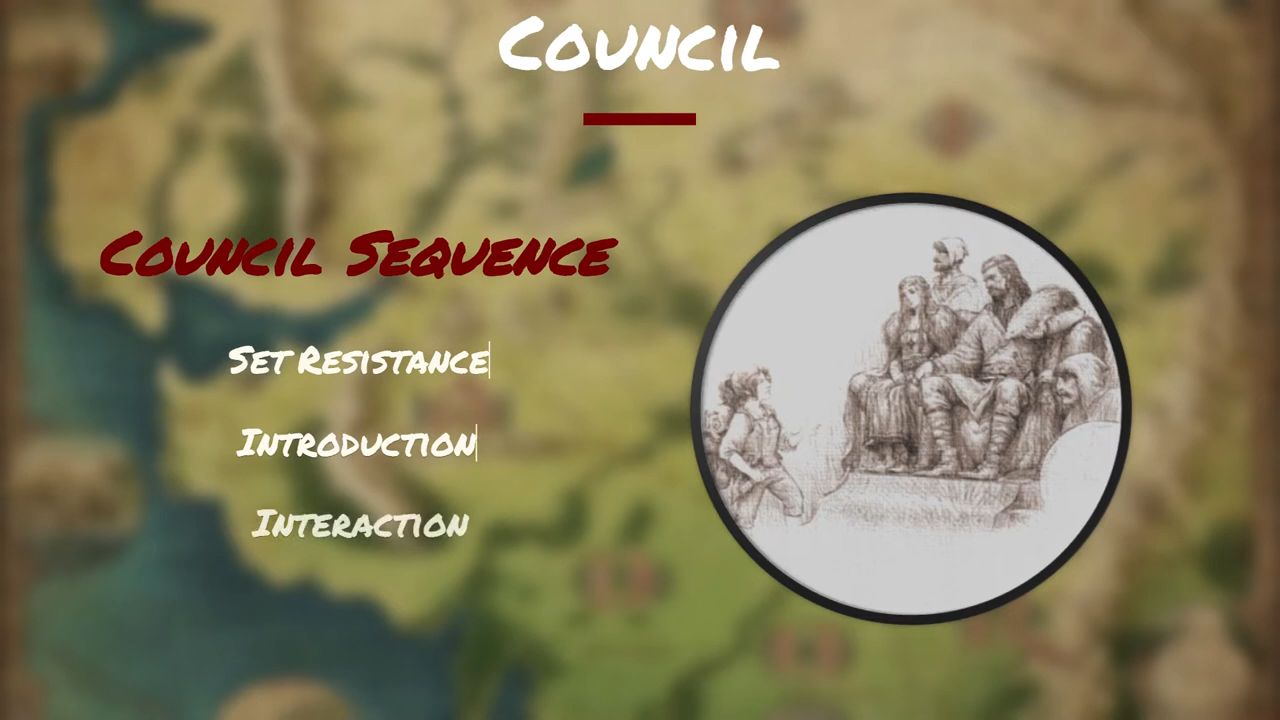 Council
Council Sequence
Set Resistance
Introduction
Interaction